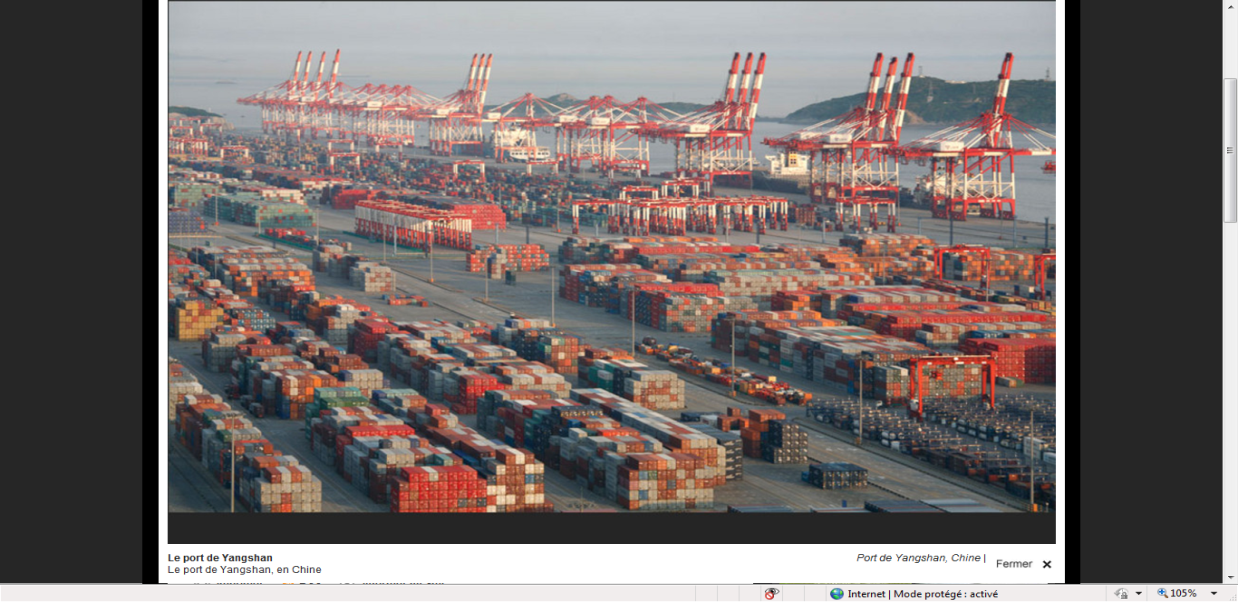 Le port de Yangshan
Le port de Yangshan, en Chine
Port de Yangshan, Chine |
Fermer ×
Internet | Mode protégé : activé
105%